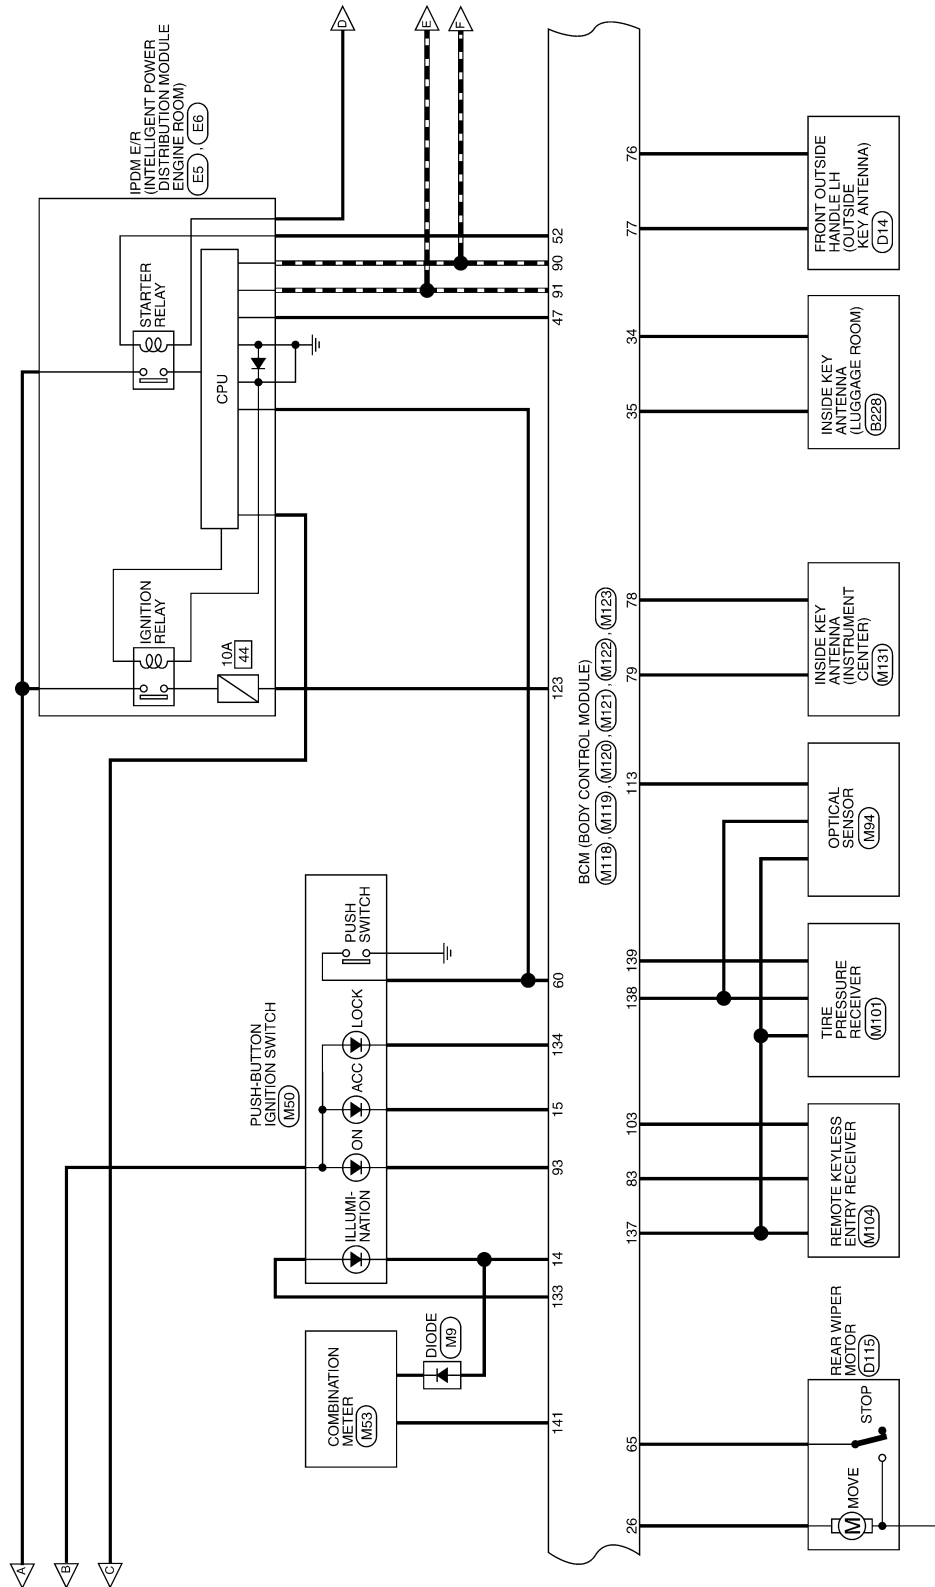 A
B
C
D
E
F
IPDM E/R
(INTELLIGENT POWER
DISTRIBUTION MODULE
ENGINE ROOM)
E5 , E6
STARTER
RELAY
CPU
IGNITION
RELAY
10A
44
PUSH-BUTTON
IGNITION SWITCH
M50
PUSH
SWITCH
LOCK
ACC
ON
ILLUMI-
NATION
COMBINATION
METER
M53
DIODE
M9
141
133
14
93
15
134
60
123
47
91
90
52
BCM (BODY CONTROL MODULE)
M118 , M119 , M120 , M121 , M122 , M123
26
65
137
83
103
138
139
113
79
78
35
34
77
76
REAR WIPER
MOTOR
D115
M
MOVE
STOP
REMOTE KEYLESS
ENTRY RECEIVER
M104
TIRE
PRESSURE
RECEIVER
M101
OPTICAL
SENSOR
M94
INSIDE KEY
ANTENNA
(INSTRUMENT
CENTER)
M131
INSIDE KEY
ANTENNA
(LUGGAGE ROOM)
B228
FRONT OUTSIDE
HANDLE LH
(OUTSIDE
KEY ANTENNA)
D14